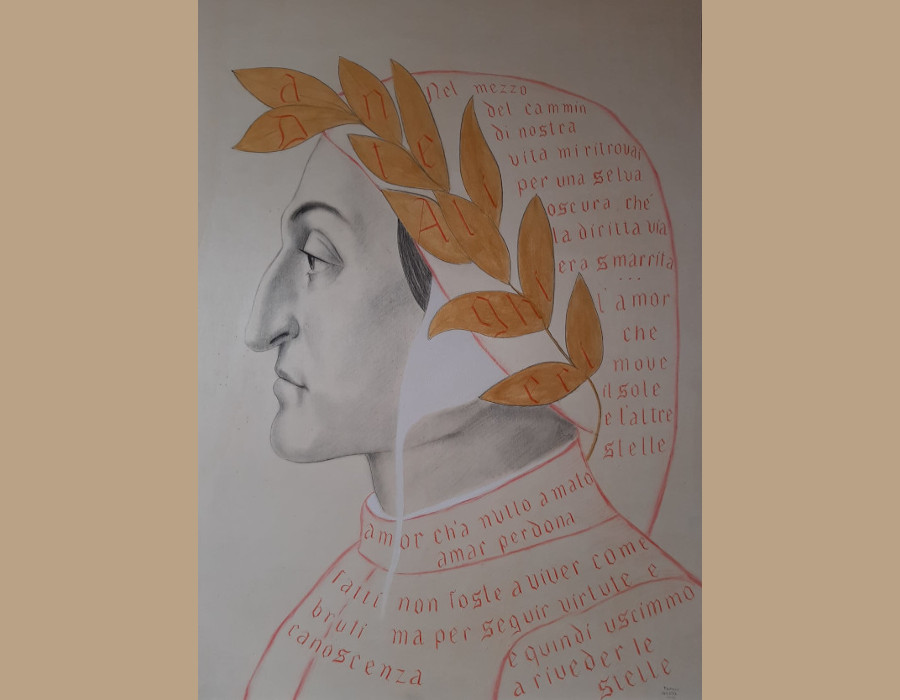 Dante
Alighieri
Nel mezzo
del cammin
di nostra
vita mi ritrovai
per una selva
oscura ché
la diritta via
era smarrita
...
l'amor
che
move
il sole
e l'altre
stelle
amor ch'a nullo amato
amar perdona
fatti non foste a viver come
bruti ma per seguir virtute e
canoscenza
e quindi uscimmo
a riveder le
stelle